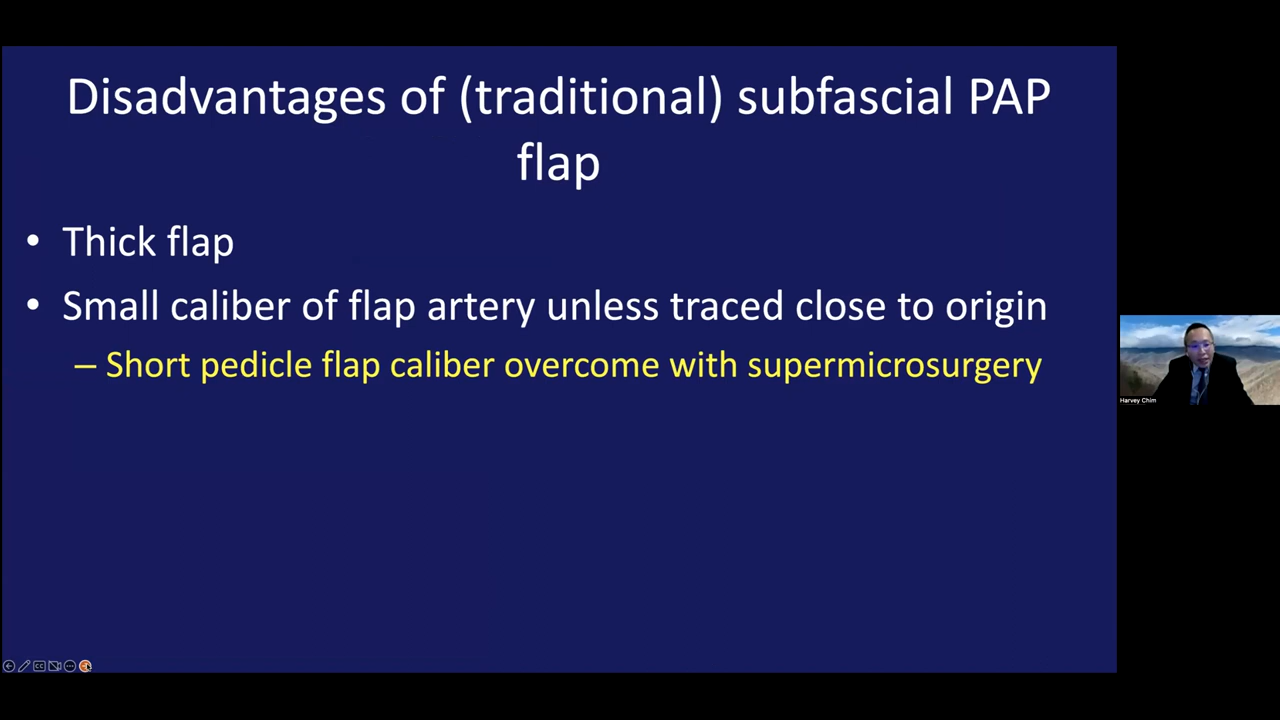 Disadvantages of (traditional) subfascial PAP
flap
• Thick flap
• Small caliber of flap artery unless traced close to origin
– Short pedicle flap caliber overcome with supermicrosurgery
Harvey Chim
CC